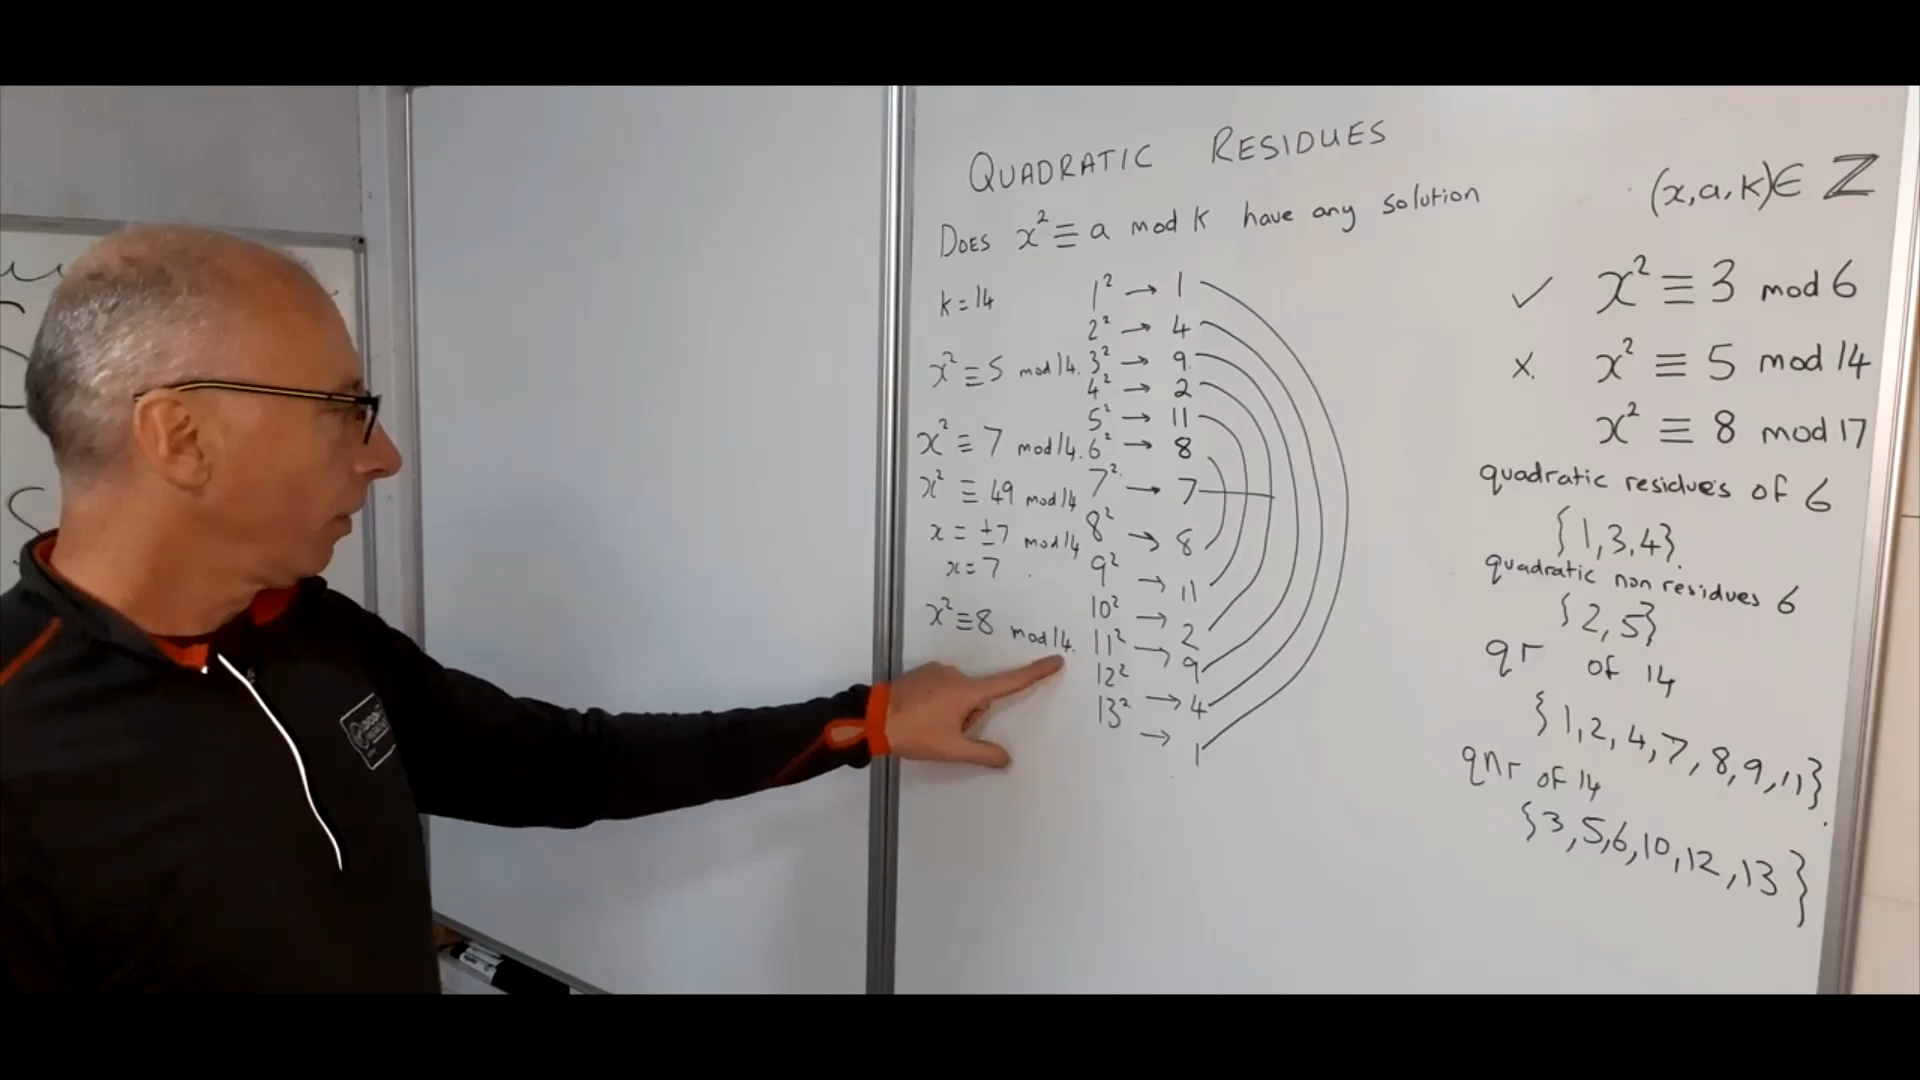 QUADRATIC RESIDUES
(x, a, k) ∈ ℤ
DOES x² ≡ a mod k have any solution
k = 14
x² ≡ 5 mod 14.
x² ≡ 7 mod 14.
x² ≡ 49 mod 14
x = ±7 mod 14
x = 7
x² ≡ 8 mod 14.
1² → 1
2² → 4
3² → 9
4² → 2
5² → 11
6² → 8
7² → 7
8² → 8
9² → 11
10² → 2
11² → 9
12² → 4
13² → 1
✓ x² ≡ 3 mod 6
x. x² ≡ 5 mod 14
x² ≡ 8 mod 17
quadratic residues of 6
{1,3,4}.
quadratic non residues 6
{2,5}
qr of 14
{1,2,4,7,8,9,11}.
qnr of 14
{3,5,6,10,12,13}